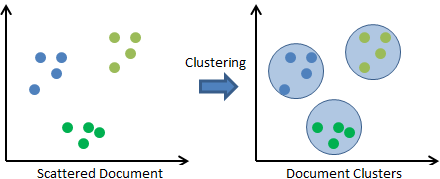 Clustering
Scattered Document
Document Clusters